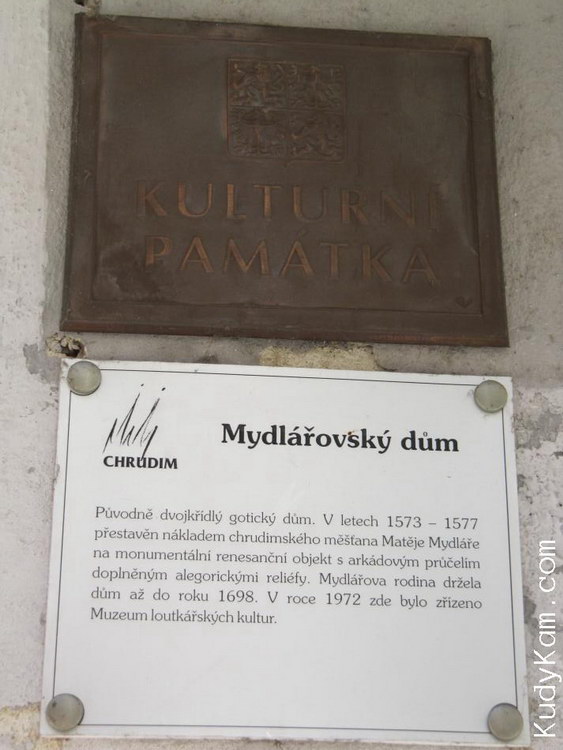 KULTURNÍ
PAMÁTKA
CHRUDIM
Mydlářovský dům
Původně dvojkřídlý gotický dům. V letech 1573 – 1577
přestavěn nákladem chrudimského měšťana Matěje Mydláře
na monumentální renesanční objekt s arkádovým průčelím
doplněným alegorickými reliéfy. Mydlářova rodina držela
dům až do roku 1698. V roce 1972 zde bylo zřízeno
Muzeum loutkářských kultur.
KudyKam.com